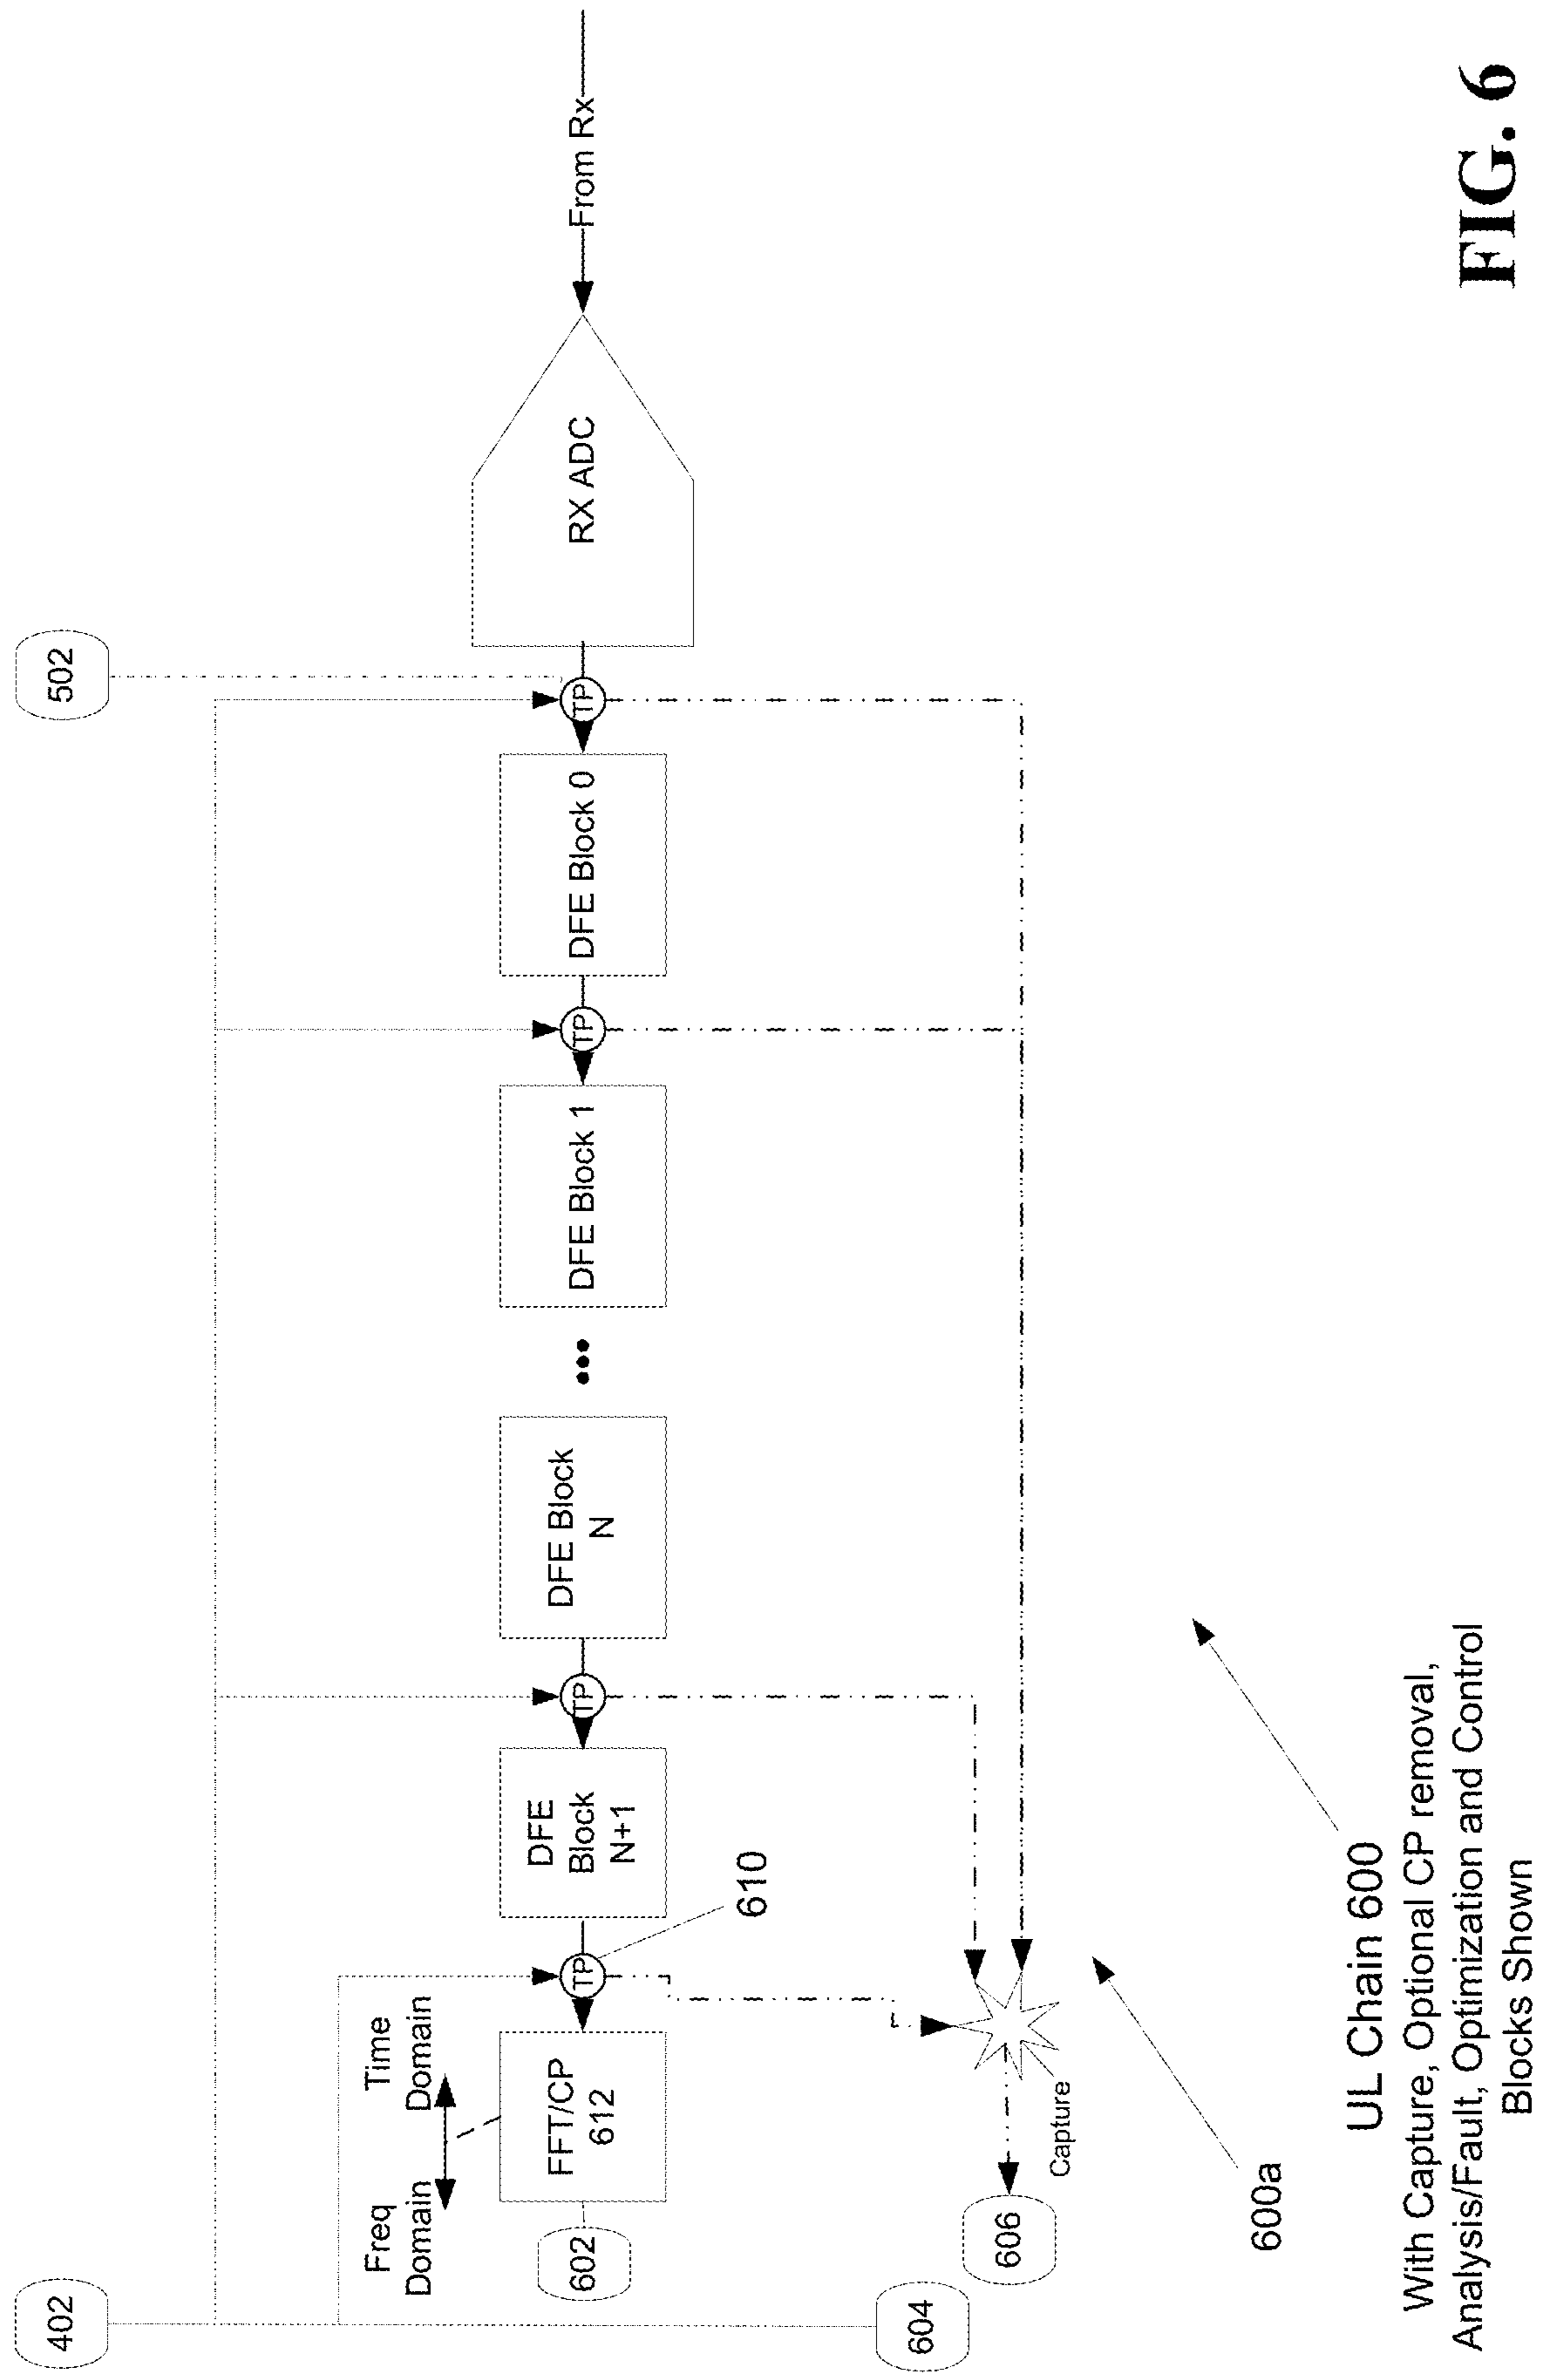 402
502
Freq
Domain
Time
Domain
602
FFT/CP
612
TP
610
DFE
Block
N+1
TP
DFE Block
N
•••
DFE Block 1
TP
DFE Block 0
TP
RX ADC
From Rx
604
606
Capture
600a
UL Chain 600
With Capture, Optional CP removal,
Analysis/Fault, Optimization and Control
Blocks Shown
FIG. 6